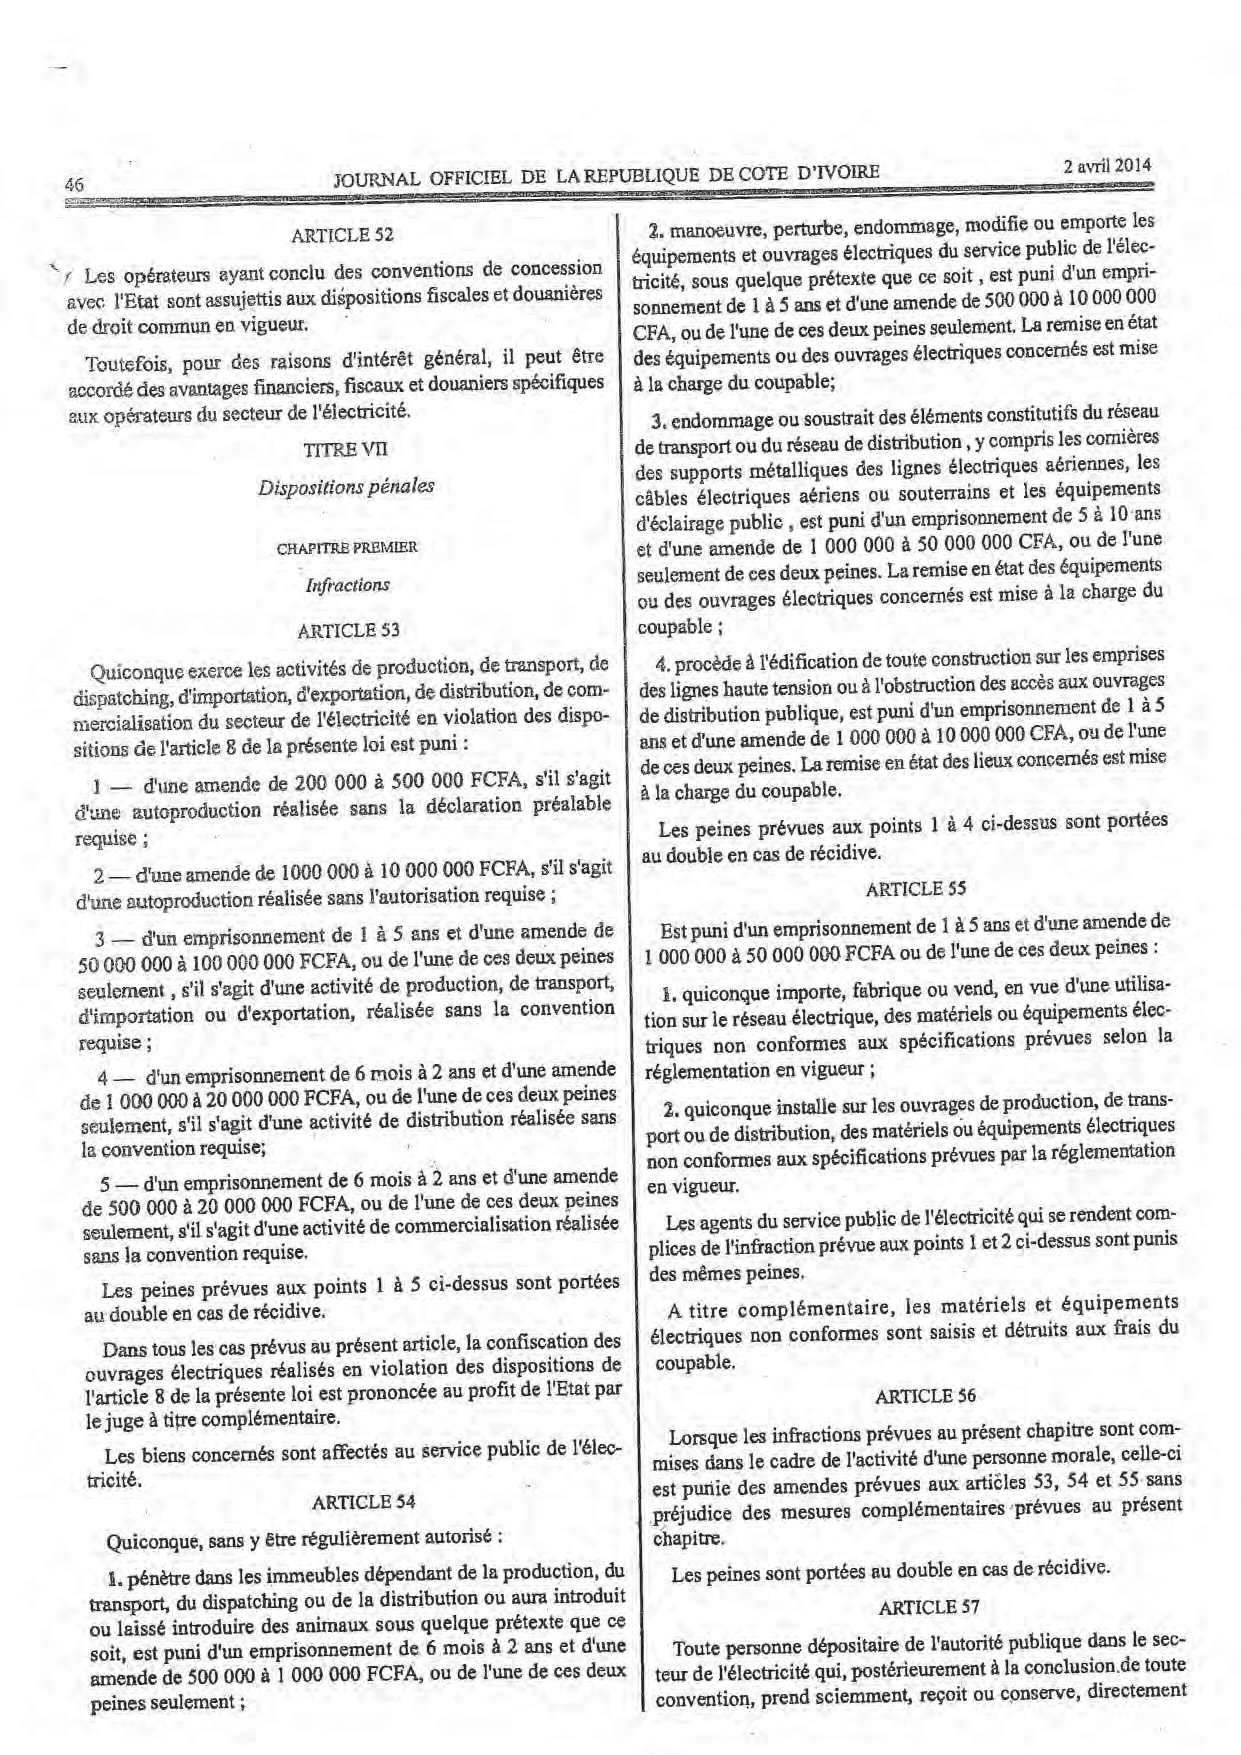 46
JOURNAL OFFICIEL DE LA REPUBLIQUE DE COTE D'IVOIRE
2 avril 2014
ARTICLE 52
Les opérateurs ayant conclu des conventions de concession
avec l'Etat sont assujettis aux dispositions fiscales et douanières
de droit commun en vigueur.
Toutefois, pour des raisons d'intérêt général, il peut être
accordé des avantages financiers, fiscaux et douaniers spécifiques
aux opérateurs du secteur de l'électricité.
TITRE VII
Dispositions pénales
CHAPITRE PREMIER
Infractions
ARTICLE 53
Quiconque exerce les activités de production, de transport, de
dispatching, d'importation, d'exportation, de distribution, de com-
mercialisation du secteur de l'électricité en violation des dispo-
sitions de l'article 8 de la présente loi est puni :
1 — d'une amende de 200 000 à 500 000 FCFA, s'il s'agit
d'une autoproduction réalisée sans la déclaration préalable
requise ;
2 — d'une amende de 1000 000 à 10 000 000 FCFA, s'il s'agit
d'une autoproduction réalisée sans l'autorisation requise ;
3 — d'un emprisonnement de 1 à 5 ans et d'une amende de
50 000 000 à 100 000 000 FCFA, ou de l'une de ces deux peines
seulement , s'il s'agit d'une activité de production, de transport,
d'importation ou d'exportation, réalisée sans la convention
requise ;
4 — d'un emprisonnement de 6 mois à 2 ans et d'une amende
de 1 000 000 à 20 000 000 FCFA, ou de l'une de ces deux peines
seulement, s'il s'agit d'une activité de distribution réalisée sans
la convention requise;
5 — d'un emprisonnement de 6 mois à 2 ans et d'une amende
de 500 000 à 20 000 000 FCFA, ou de l'une de ces deux peines
seulement, s'il s'agit d'une activité de commercialisation réalisée
sans la convention requise.
Les peines prévues aux points 1 à 5 ci-dessus sont portées
au double en cas de récidive.
Dans tous les cas prévus au présent article, la confiscation des
ouvrages électriques réalisés en violation des dispositions de
l'article 8 de la présente loi est prononcée au profit de l'Etat par
le juge à titre complémentaire.
Les biens concernés sont affectés au service public de l'élec-
tricité.
ARTICLE 54
Quiconque, sans y être régulièrement autorisé :
1. pénètre dans les immeubles dépendant de la production, du
transport, du dispatching ou de la distribution ou aura introduit
ou laissé introduire des animaux sous quelque prétexte que ce
soit, est puni d'un emprisonnement de 6 mois à 2 ans et d'une
amende de 500 000 à 1 000 000 FCFA, ou de l'une de ces deux
peines seulement ;
2. manoeuvre, perturbe, endommage, modifie ou emporte les
équipements et ouvrages électriques du service public de l'élec-
tricité, sous quelque prétexte que ce soit , est puni d'un empri-
sonnement de 1 à 5 ans et d'une amende de 500 000 à 10 000 000
CFA, ou de l'une de ces deux peines seulement. La remise en état
des équipements ou des ouvrages électriques concernés est mise
à la charge du coupable;
3. endommage ou soustrait des éléments constitutifs du réseau
de transport ou du réseau de distribution , y compris les cornières
des supports métalliques des lignes électriques aériennes, les
câbles électriques aériens ou souterrains et les équipements
d'éclairage public , est puni d'un emprisonnement de 5 à 10 ans
et d'une amende de 1 000 000 à 50 000 000 CFA, ou de l'une
seulement de ces deux peines. La remise en état des équipements
ou des ouvrages électriques concernés est mise à la charge du
coupable ;
4. procède à l'édification de toute construction sur les emprises
des lignes haute tension ou à l'obstruction des accès aux ouvrages
de distribution publique, est puni d'un emprisonnement de 1 à 5
ans et d'une amende de 1 000 000 à 10 000 000 CFA, ou de l'une
de ces deux peines. La remise en état des lieux concernés est mise
à la charge du coupable.
Les peines prévues aux points 1 à 4 ci-dessus sont portées
au double en cas de récidive.
ARTICLE 55
Est puni d'un emprisonnement de 1 à 5 ans et d'une amende de
1 000 000 à 50 000 000 FCFA ou de l'une de ces deux peines :
1. quiconque importe, fabrique ou vend, en vue d'une utilisa-
tion sur le réseau électrique, des matériels ou équipements élec-
triques non conformes aux spécifications prévues selon la
réglementation en vigueur ;
2. quiconque installe sur les ouvrages de production, de trans-
port ou de distribution, des matériels ou équipements électriques
non conformes aux spécifications prévues par la réglementation
en vigueur.
Les agents du service public de l'électricité qui se rendent com-
plices de l'infraction prévue aux points 1 et 2 ci-dessus sont punis
des mêmes peines.
A titre complémentaire, les matériels et équipements
électriques non conformes sont saisis et détruits aux frais du
coupable.
ARTICLE 56
Lorsque les infractions prévues au présent chapitre sont com-
mises dans le cadre de l'activité d'une personne morale, celle-ci
est punie des amendes prévues aux articles 53, 54 et 55 sans
préjudice des mesures complémentaires prévues au présent
chapitre.
Les peines sont portées au double en cas de récidive.
ARTICLE 57
Toute personne dépositaire de l'autorité publique dans le sec-
teur de l'électricité qui, postérieurement à la conclusion de toute
convention, prend sciemment, reçoit ou conserve, directement